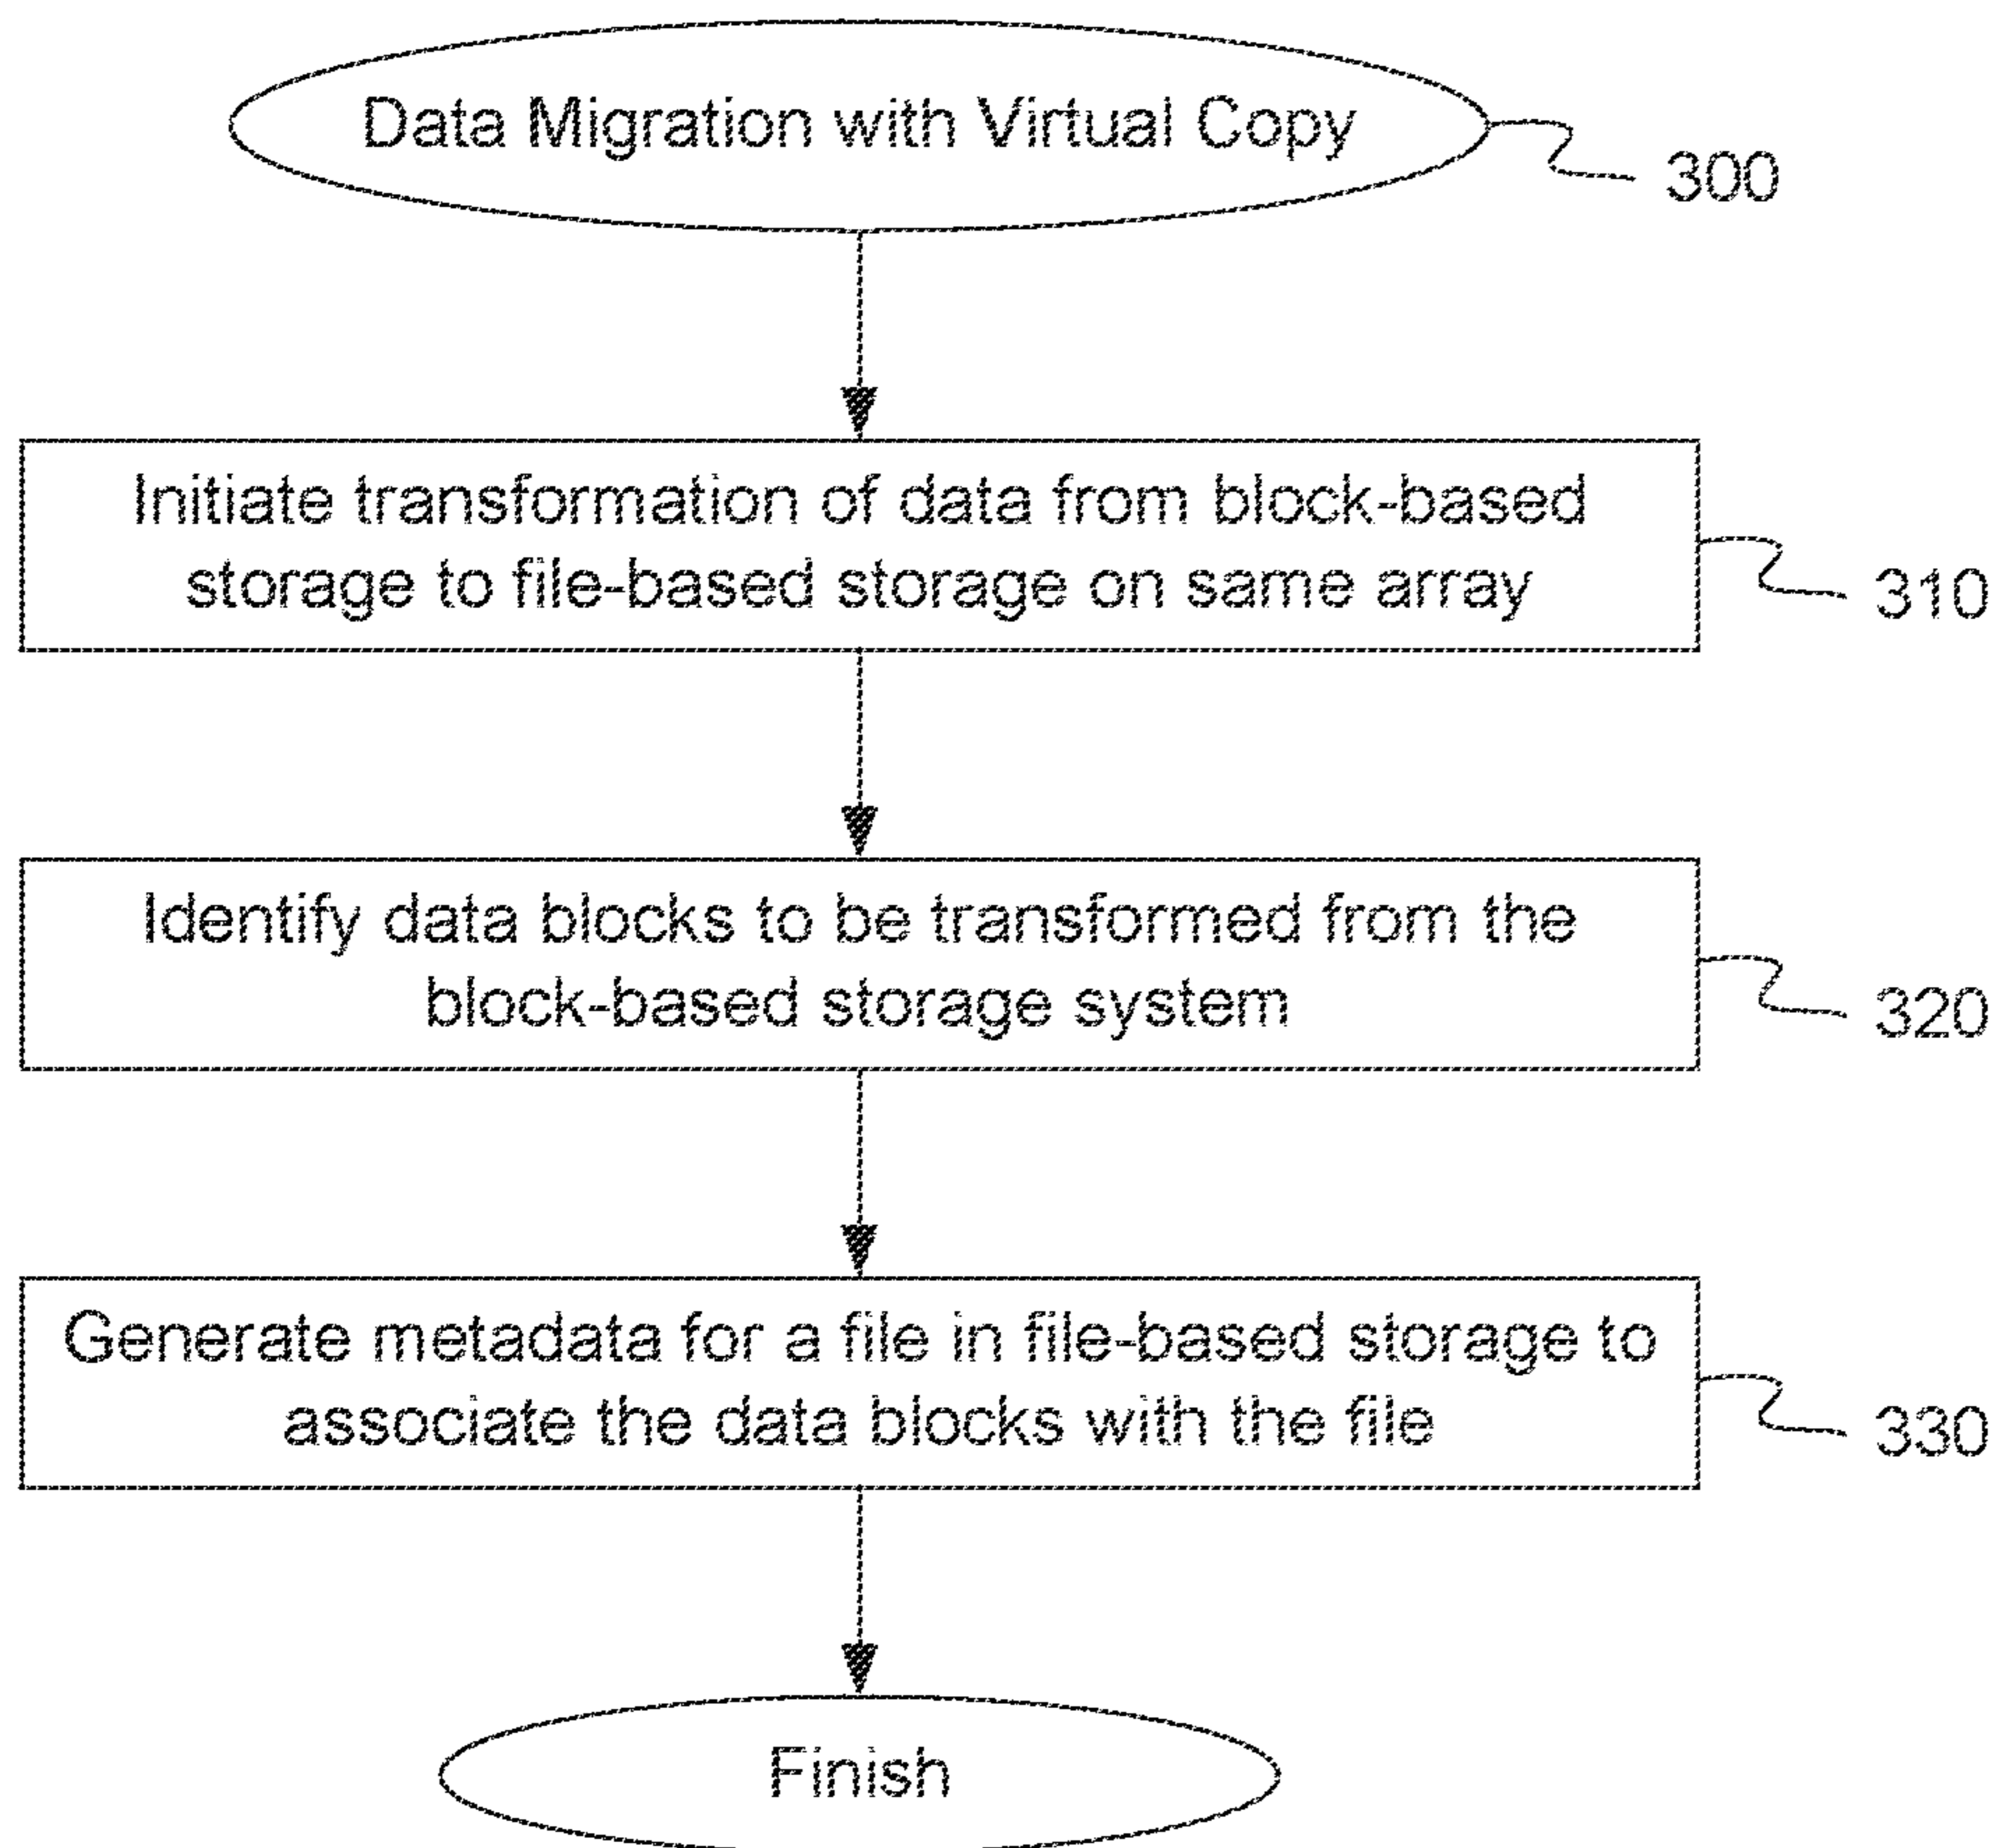 Data Migration with Virtual Copy
300
Initiate transformation of data from block-based
storage to file-based storage on same array
310
Identify data blocks to be transformed from the
block-based storage system
320
Generate metadata for a file in file-based storage to
associate the data blocks with the file
330
Finish